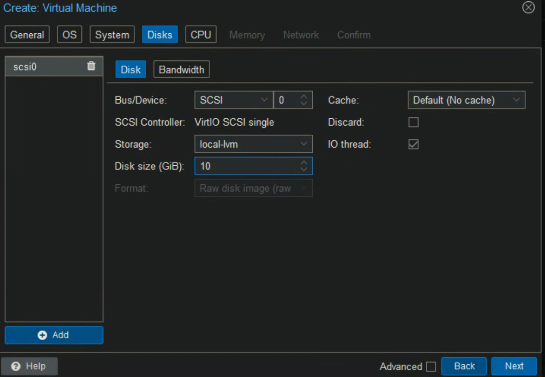 Create: Virtual Machine
General OS System Disks CPU Memory Network Confirm
scsi0
Disk Bandwidth
Bus/Device: SCSI 0 Cache: Default (No cache)
SCSI Controller: VirtIO SCSI single Discard:
Storage: local-lvm IO thread:
Disk size (GiB): 10
Format: Raw disk image (raw
Add
Help Advanced Back Next